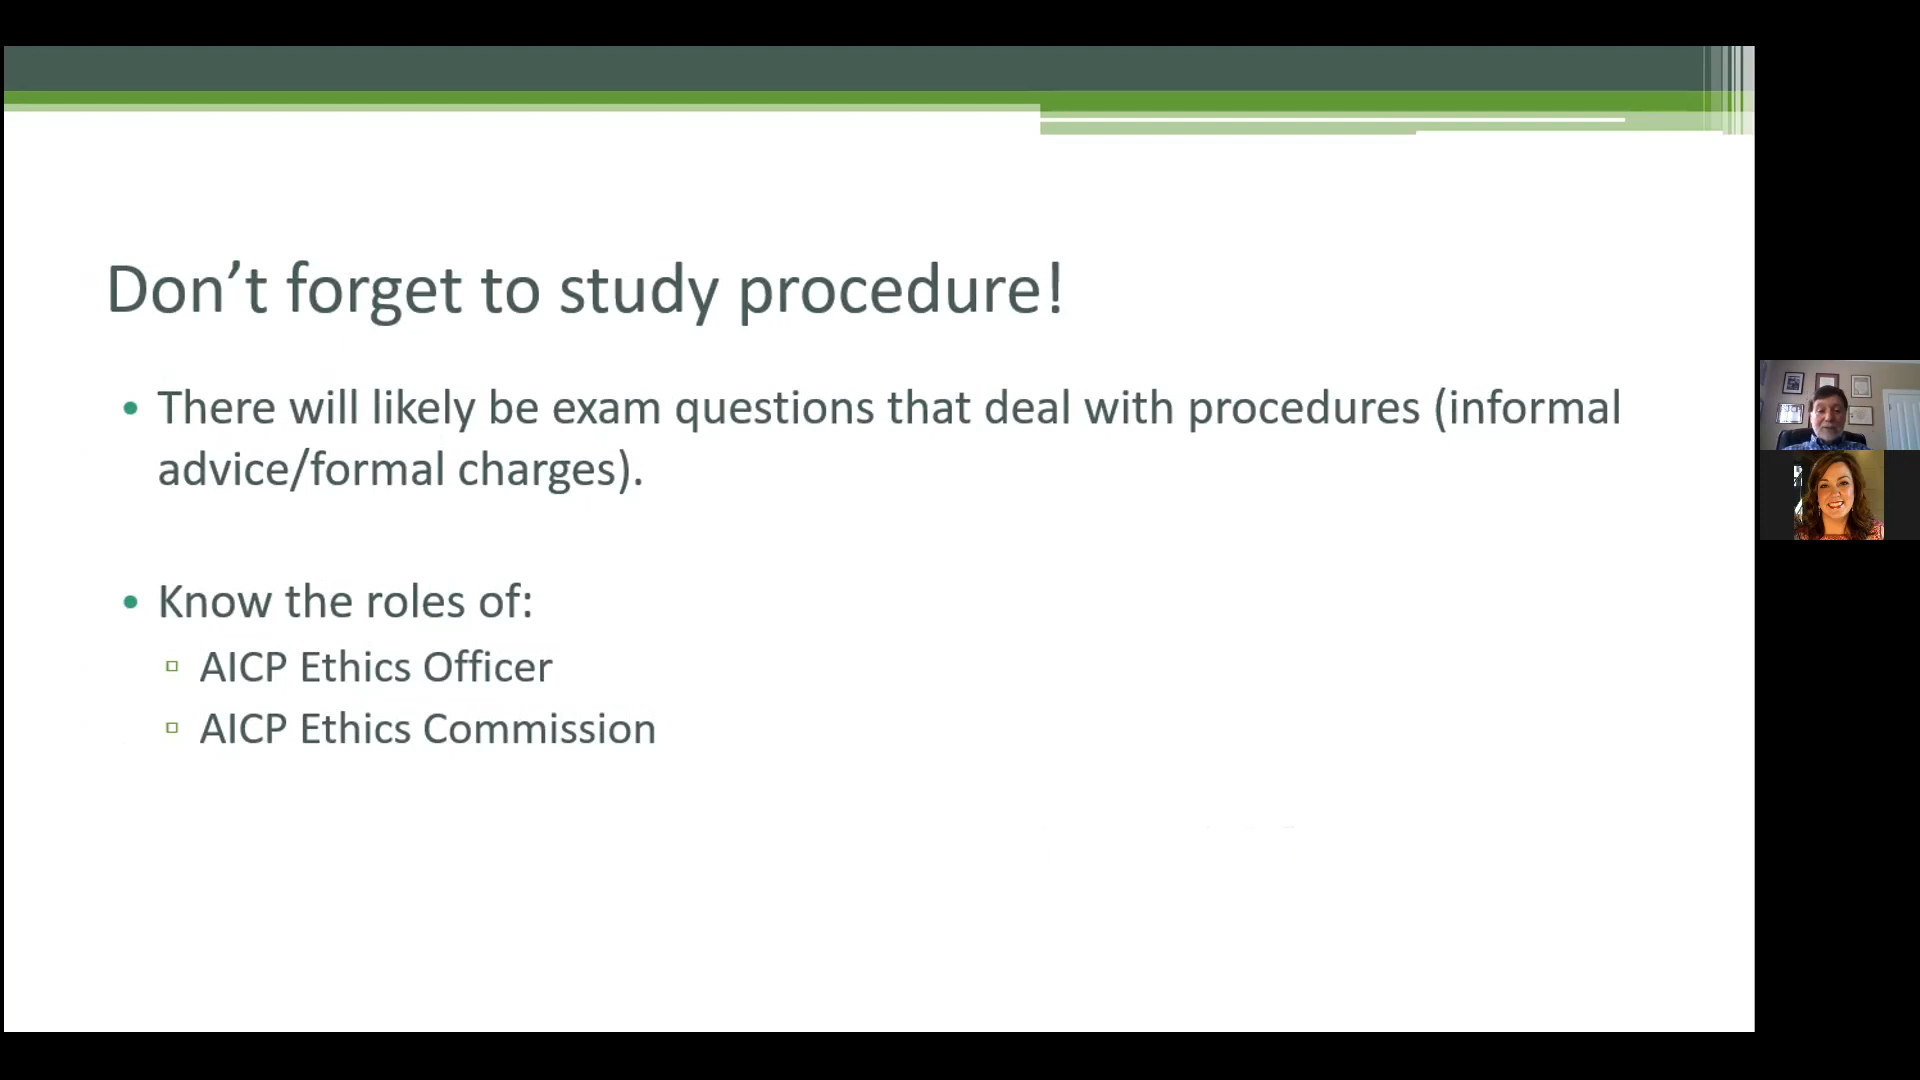 Don’t forget to study procedure!
• There will likely be exam questions that deal with procedures (informal
advice/formal charges).
• Know the roles of:
▫ AICP Ethics Officer
▫ AICP Ethics Commission